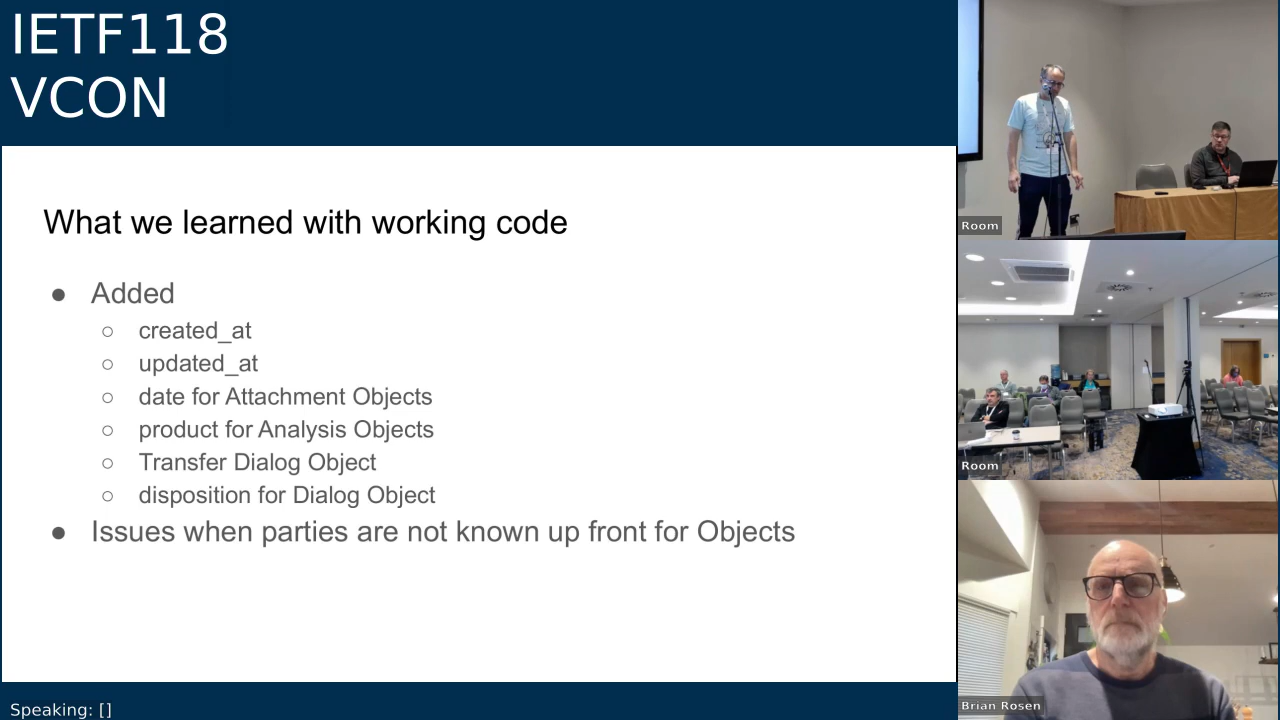 IETF118
VCON
What we learned with working code
● Added
○ created_at
○ updated_at
○ date for Attachment Objects
○ product for Analysis Objects
○ Transfer Dialog Object
○ disposition for Dialog Object
● Issues when parties are not known up front for Objects
Speaking: []
Room
Room
Brian Rosen